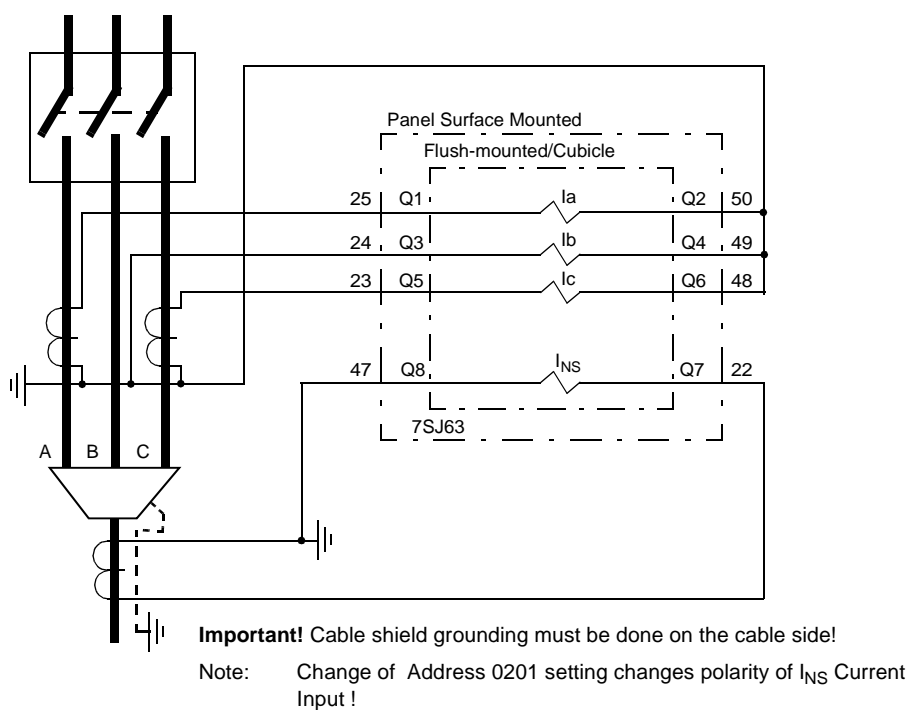 Panel Surface Mounted
Flush-mounted/Cubicle
25 Q1 Ia Q2 50
24 Q3 Ib Q4 49
23 Q5 Ic Q6 48
47 Q8 INS Q7 22
7SJ63
A B C
Important! Cable shield grounding must be done on the cable side!
Note: Change of Address 0201 setting changes polarity of INS Current
Input !